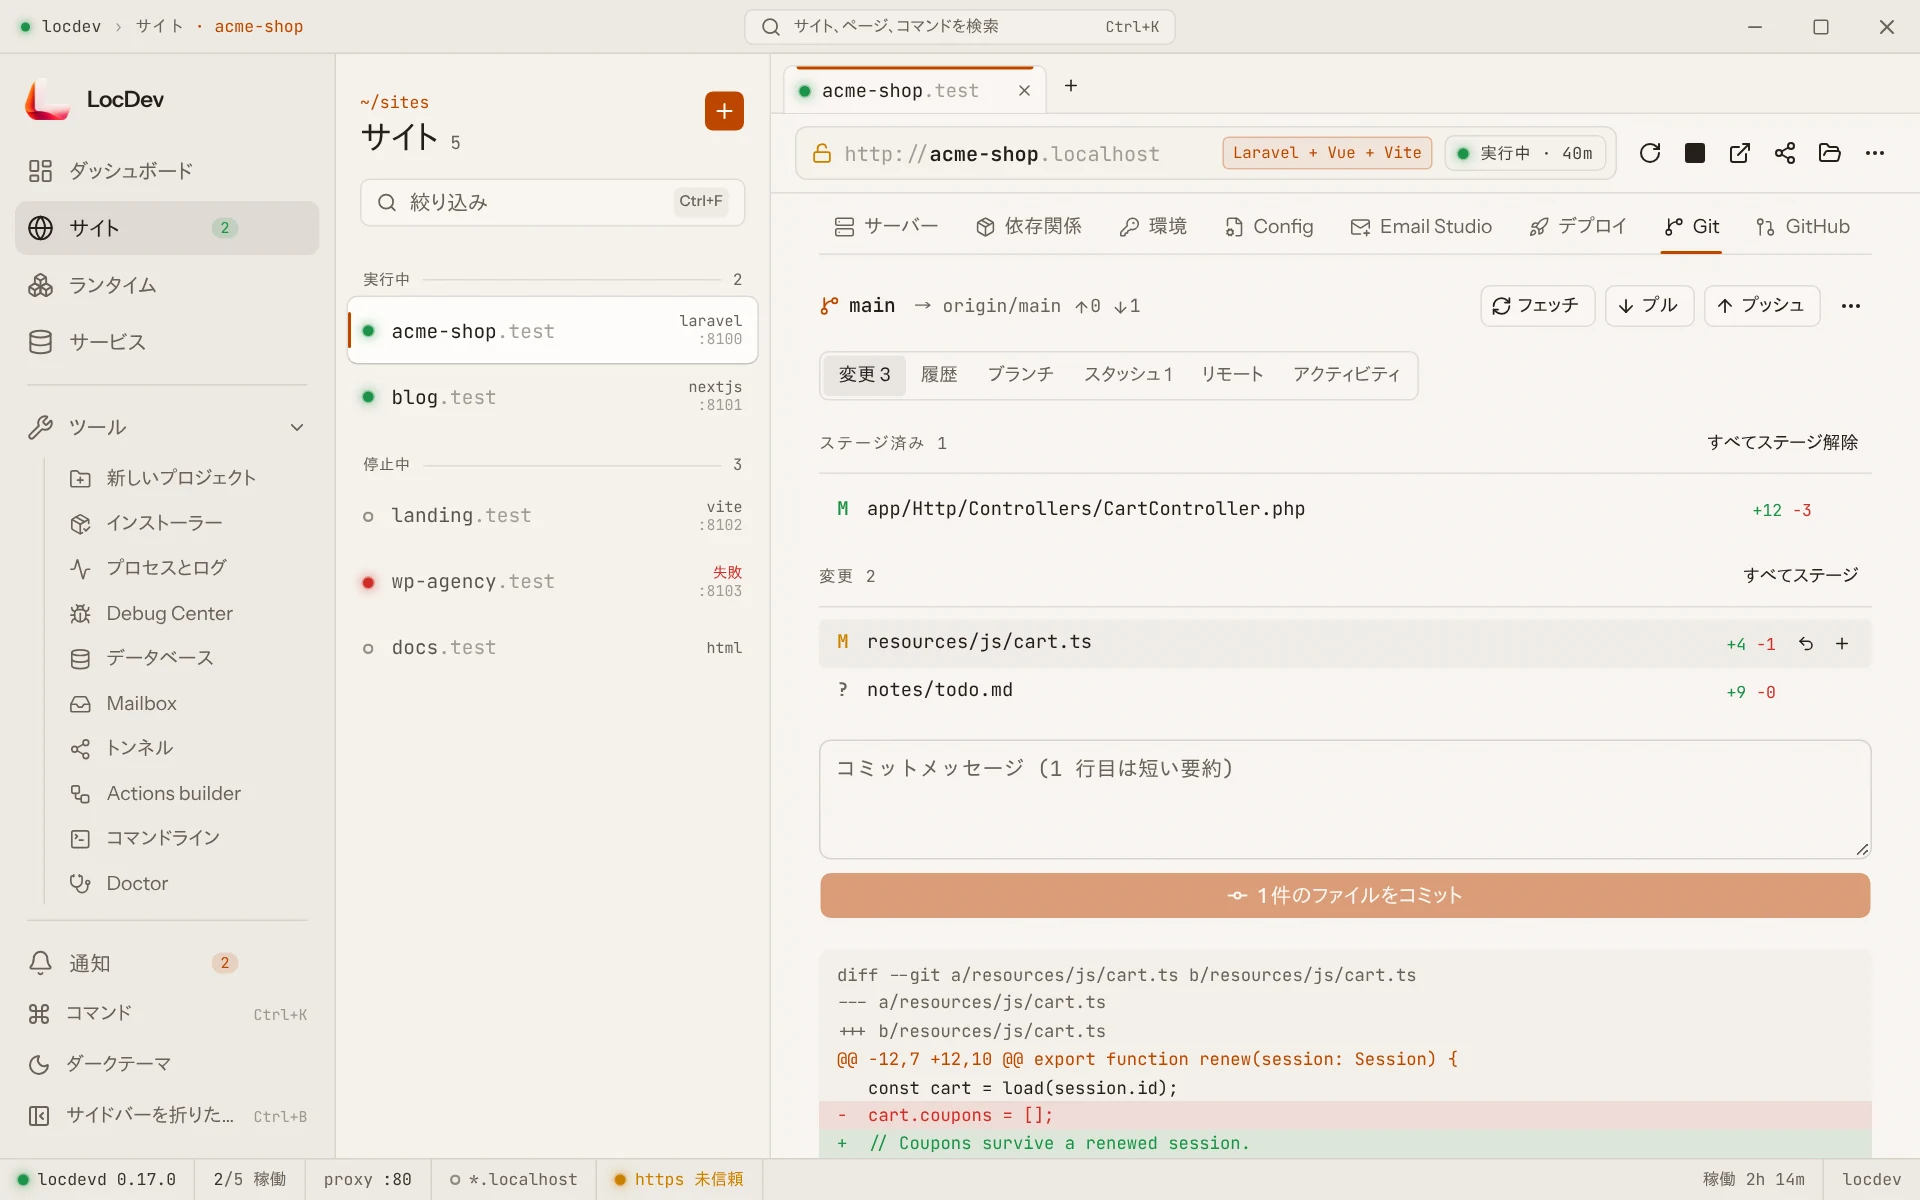 locdev › サイト · acme-shop
サイト、ページ、コマンドを検索 Ctrl+K
LocDev
ダッシュボード
サイト 2
ランタイム
サービス
ツール
新しいプロジェクト
インストーラー
プロセスとログ
Debug Center
データベース
Mailbox
トンネル
Actions builder
コマンドライン
Doctor
通知 2
コマンド Ctrl+K
ダークテーマ
サイドバーを折りた… Ctrl+B
~/sites
サイト 5
絞り込み Ctrl+F
実行中 2
acme-shop.test laravel :8100
blog.test nextjs :8101
停止中 3
landing.test vite :8102
wp-agency.test 失敗 :8103
docs.test html
acme-shop.test
http://acme-shop.localhost Laravel + Vue + Vite 実行中 · 40m
サーバー 依存関係 環境 Config Email Studio デプロイ Git GitHub
main → origin/main ↑0 ↓1 フェッチ プル プッシュ
変更 3 履歴 ブランチ スタッシュ 1 リモート アクティビティ
ステージ済み 1 すべてステージ解除
M app/Http/Controllers/CartController.php +12 -3
変更 2 すべてステージ
M resources/js/cart.ts +4 -1
? notes/todo.md +9 -0
コミットメッセージ (1 行目は短い要約)
1 件のファイルをコミット
diff --git a/resources/js/cart.ts b/resources/js/cart.ts
--- a/resources/js/cart.ts
+++ b/resources/js/cart.ts
@@ -12,7 +12,10 @@ export function renew(session: Session) {
const cart = load(session.id);
- cart.coupons = [];
+ // Coupons survive a renewed session.
locdevd 0.17.0 2/5 稼働 proxy :80 *.localhost https 未信頼 稼働 2h 14m locdev